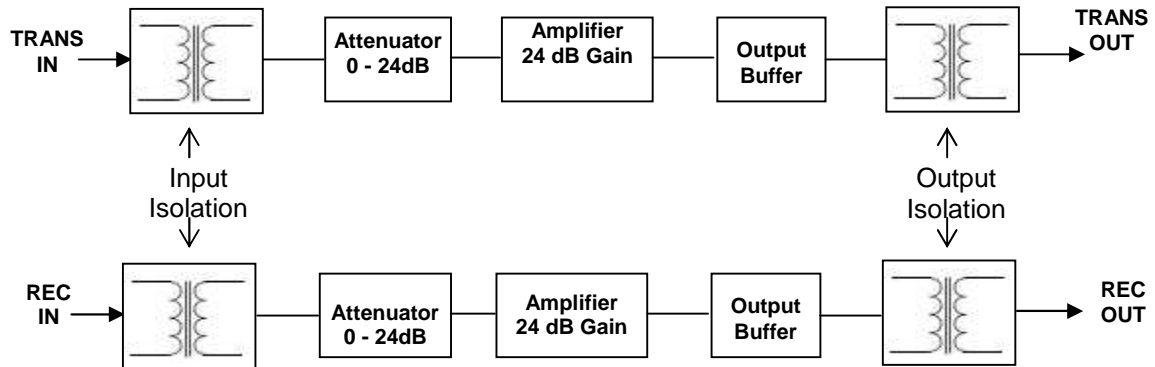 TRANS
IN
Attenuator
0 - 24dB
Amplifier
24 dB Gain
Output
Buffer
TRANS
OUT
Input
Isolation
Output
Isolation
REC
IN
Attenuator
0 - 24dB
Amplifier
24 dB Gain
Output
Buffer
REC
OUT